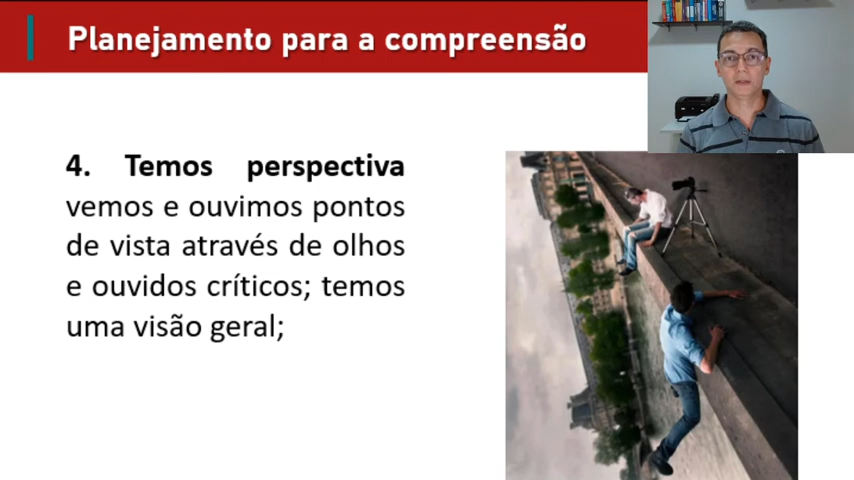 Planejamento para a compreensão
4. Temos perspectiva
vemos e ouvimos pontos
de vista através de olhos
e ouvidos críticos; temos
uma visão geral;